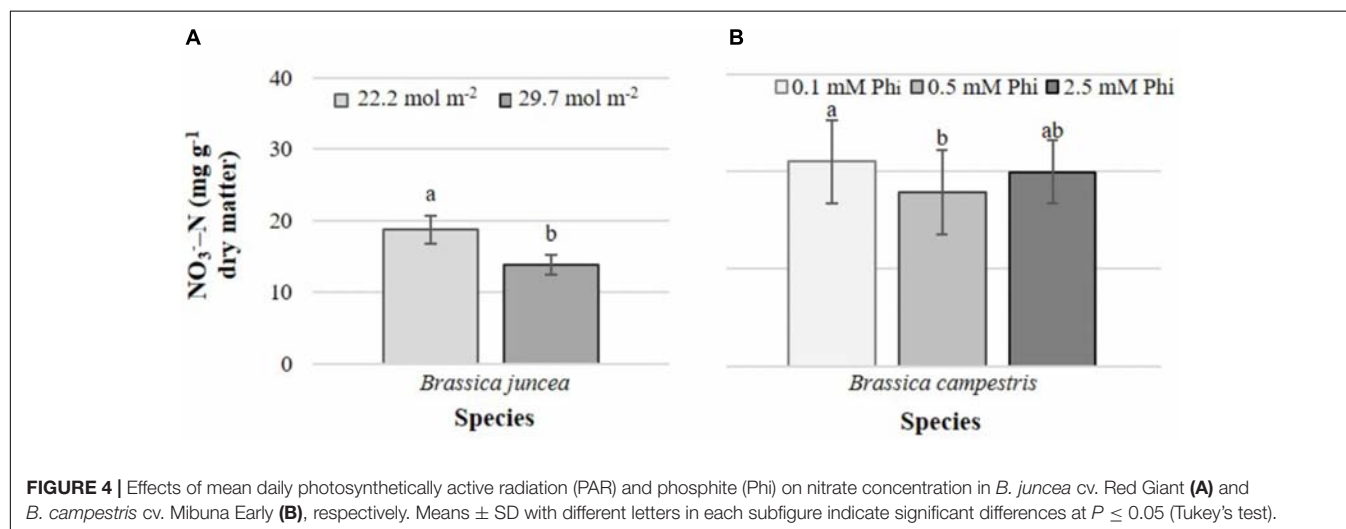 A
B
40
30
20
10
0
NO₃⁻–N (mg g⁻¹
dry matter)
22.2 mol m⁻² 29.7 mol m⁻²
a
b
Brassica juncea
Species
0.1 mM Phi 0.5 mM Phi 2.5 mM Phi
a
b
ab
Brassica campestris
Species
FIGURE 4 | Effects of mean daily photosynthetically active radiation (PAR) and phosphite (Phi) on nitrate concentration in B. juncea cv. Red Giant (A) and
B. campestris cv. Mibuna Early (B), respectively. Means ± SD with different letters in each subfigure indicate significant differences at P ≤ 0.05 (Tukey's test).